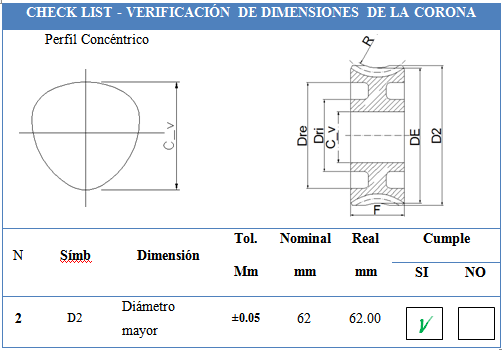 CHECK LIST - VERIFICACIÓN DE DIMENSIONES DE LA CORONA
Perfil Concéntrico
C_v
R
Dre
Dri
C_v
DE
D2
F
N Símb Dimensión Tol. Mm Nominal mm Real mm Cumple
SI NO
2 D2 Diámetro mayor ±0.05 62 62.00 V